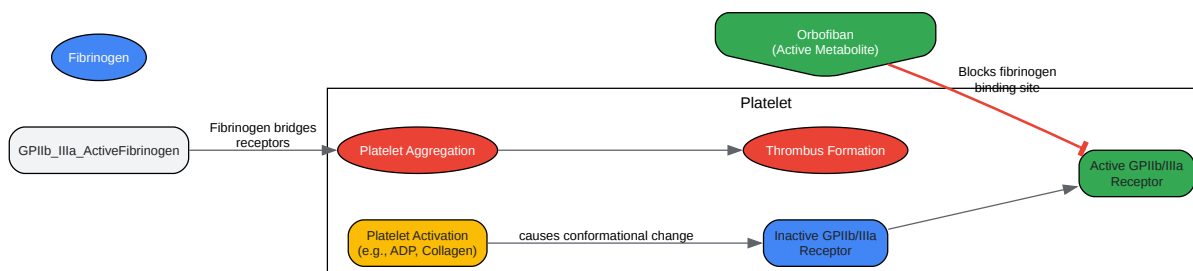 Orbofiban
(Active Metabolite)
Fibrinogen
Blocks fibrinogen
binding site
Platelet
Fibrinogen bridges
receptors
GPIIb_IIIa_ActiveFibrinogen
Platelet Aggregation
Thrombus Formation
Active GPIIb/IIIa
Receptor
Platelet Activation
(e.g., ADP, Collagen)
causes conformational change
Inactive GPIIb/IIIa
Receptor